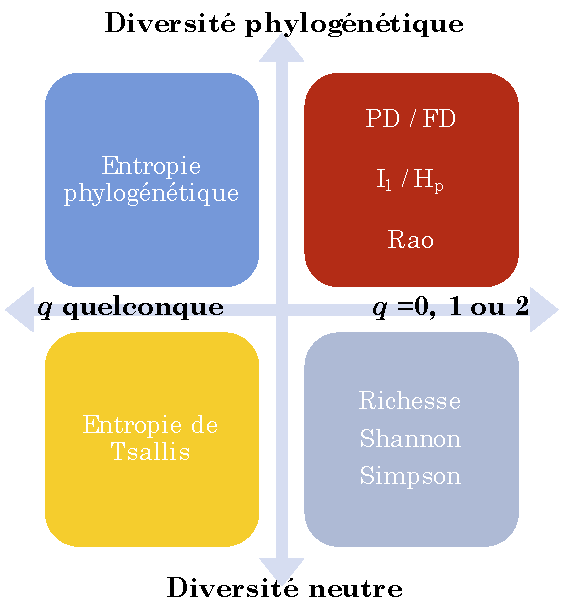 Diversité phylogénétique
Entropie
phylogénétique
PD / FD
I₁ / Hₚ
Rao
q quelconque
q =0, 1 ou 2
Entropie de
Tsallis
Richesse
Shannon
Simpson
Diversité neutre